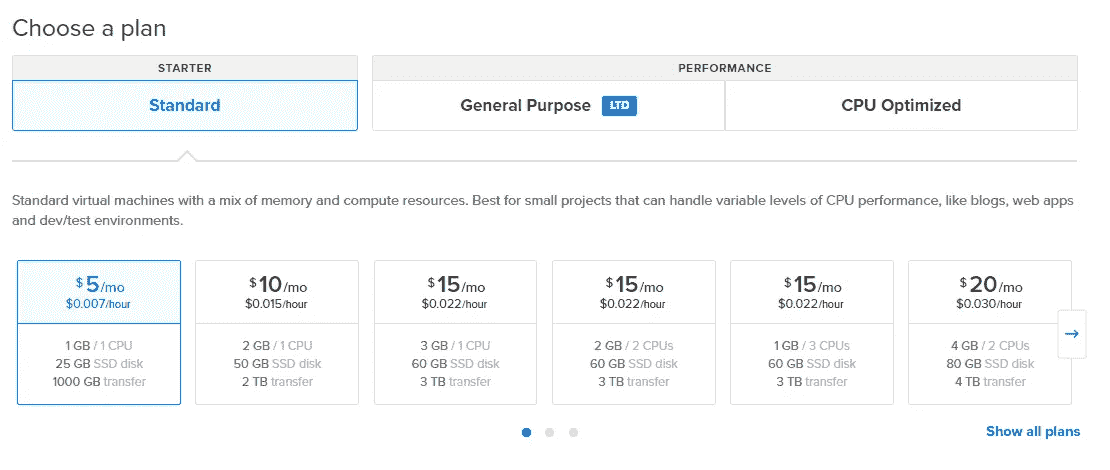 Choose a plan
STARTER
PERFORMANCE
Standard
General Purpose LTD
CPU Optimized
Standard virtual machines with a mix of memory and compute resources. Best for small projects that can handle variable levels of CPU performance, like blogs, web apps
and dev/test environments.
$5/mo
$0.007/hour
1 GB / 1 CPU
25 GB SSD disk
1000 GB transfer
$10/mo
$0.015/hour
2 GB / 1 CPU
50 GB SSD disk
2 TB transfer
$15/mo
$0.022/hour
3 GB / 1 CPU
60 GB SSD disk
3 TB transfer
$15/mo
$0.022/hour
2 GB / 2 CPUs
60 GB SSD disk
3 TB transfer
$15/mo
$0.022/hour
1 GB / 3 CPUs
60 GB SSD disk
3 TB transfer
$20/mo
$0.030/hour
4 GB / 2 CPUs
80 GB SSD disk
4 TB transfer
→
Show all plans